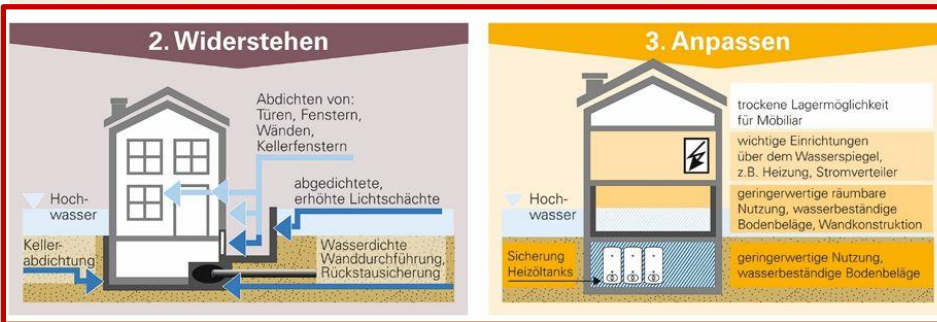 2. Widerstehen
Abdichten von:
Türen, Fenstern,
Wänden,
Kellerfenstern
abgedichtete,
erhöhte Lichtschächte
Hoch-
wasser
Keller-
abdichtung
Wasserdichte
Wanddurchführung,
Rückstausicherung
3. Anpassen
trockene Lagermöglichkeit
für Möbiliar
wichtige Einrichtungen
über dem Wasserspiegel,
z.B. Heizung, Stromverteiler
Hoch-
wasser
geringerwertige räumbare
Nutzung, wasserbeständige
Bodenbeläge, Wandkonstruktion
Sicherung
Heizöltanks
geringerwertige Nutzung,
wasserbeständige Bodenbeläge